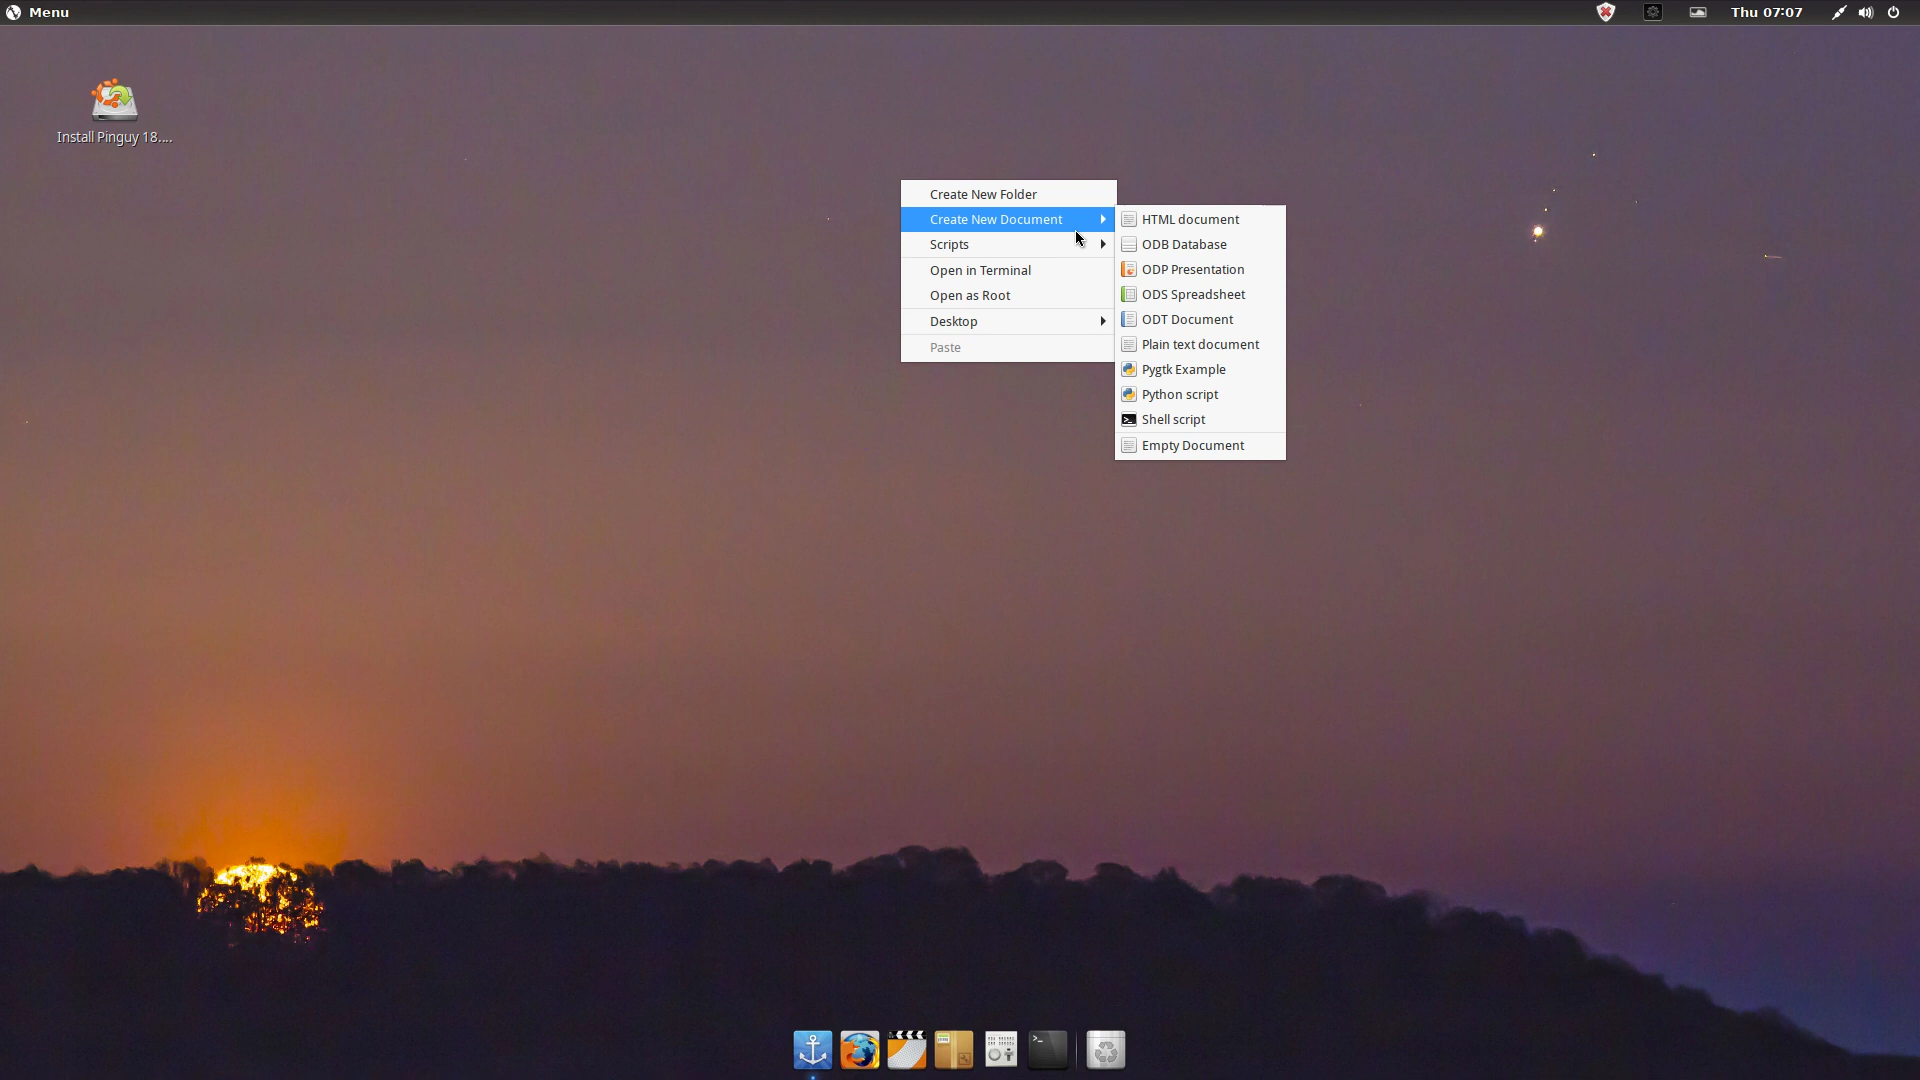 Menu
Thu 07:07
Install Pinguy 18....
Create New Folder
Create New Document
Scripts
Open in Terminal
Open as Root
Desktop
Paste
HTML document
ODB Database
ODP Presentation
ODS Spreadsheet
ODT Document
Plain text document
Pygtk Example
Python script
Shell script
Empty Document